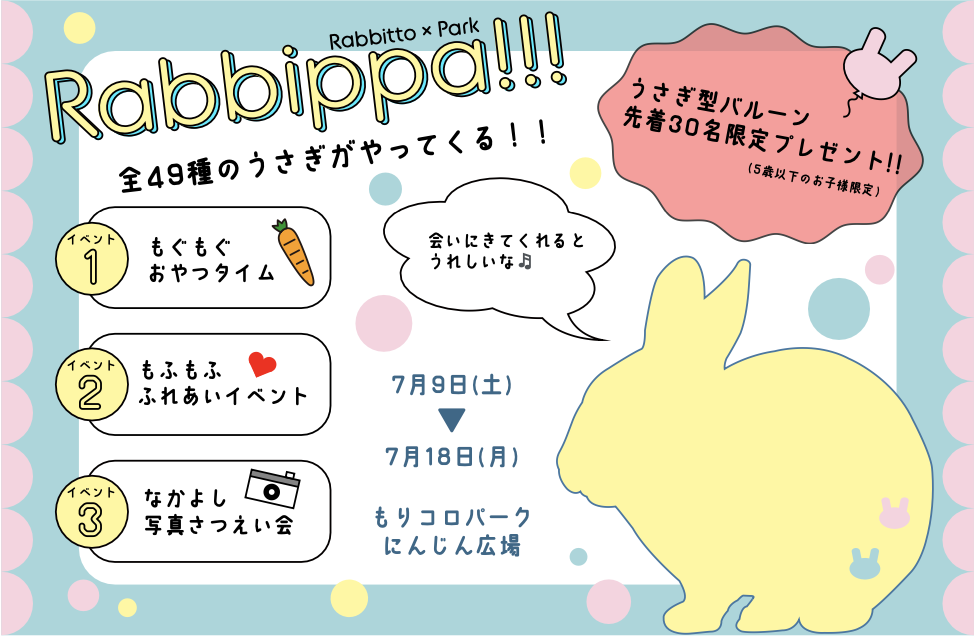 Rabbitto × Park
Rabbippa!!!
全49種のうさぎがやってくる！！
うさぎ型バルーン
先着30名限定プレゼント!!
(5歳以下のお子様限定)
イベント
1
もぐもぐ
おやつタイム
会いにきてくれると
うれしいな♫
イベント
2
もふもふ
ふれあいイベント
7月9日(土)
▼
7月18日(月)
イベント
3
なかよし
写真さつえい会
もりコロパーク
にんじん広場